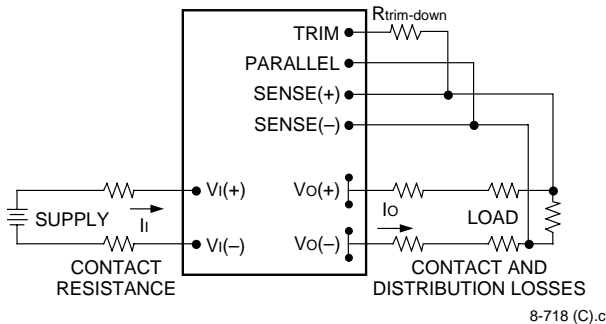 Rtrim-down
TRIM
PARALLEL
SENSE(+)
SENSE(–)
VI(+)
VO(+)
SUPPLY
II
IO
LOAD
VI(–)
VO(–)
CONTACT
RESISTANCE
CONTACT AND
DISTRIBUTION LOSSES
8-718 (C).c